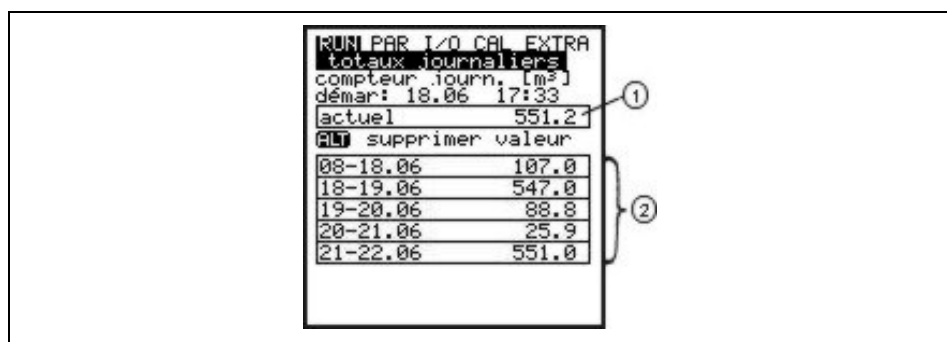 RUN PAR I/O CAL EXTRA
totaux journaliers
compteur journ. [m³]
démar: 18.06 17:33
actuel 551.2
ALT supprimer valeur
08-18.06 107.0
18-19.06 547.0
19-20.06 88.8
20-21.06 25.9
21-22.06 551.0
1
2